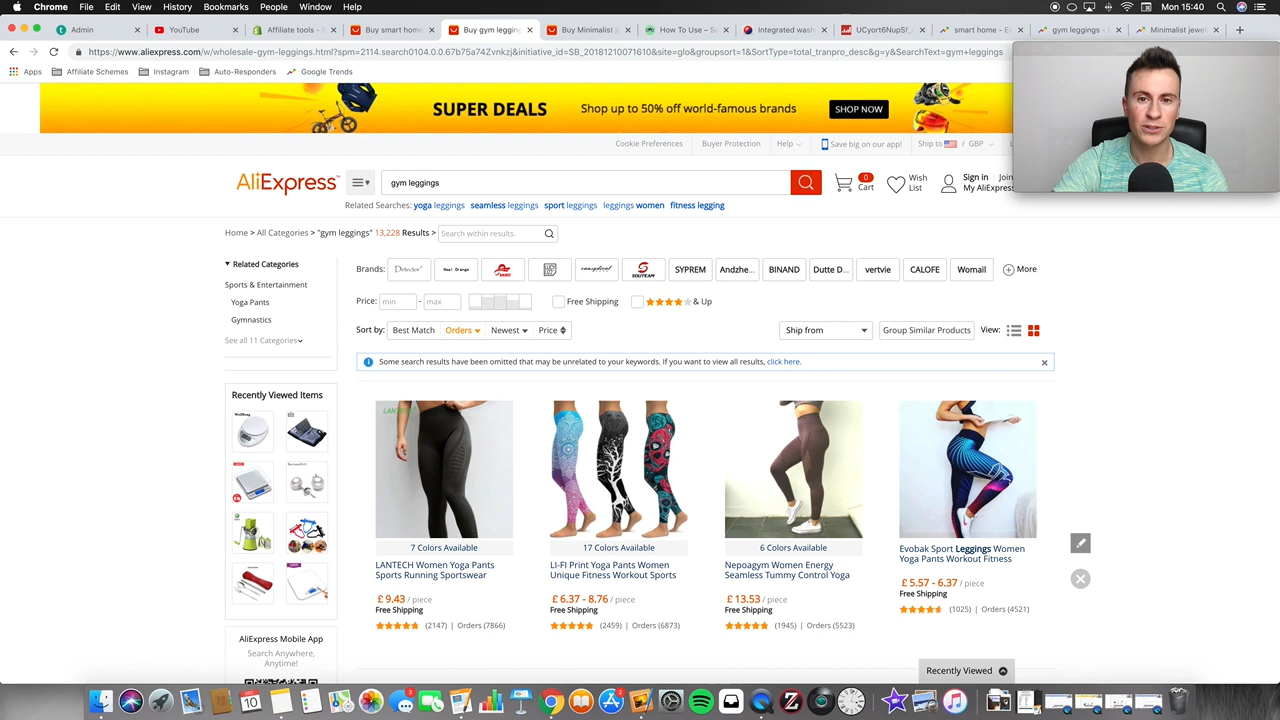 Chrome File Edit View History Bookmarks People Window Help Mon 15:40
Admin YouTube Affiliate tools - E Buy smart home Buy gym leggin Buy Minimalist j How To Use - S Integrated wash UCyort6NupSf_ smart home - E gym leggings - Minimalist jewel
https://www.aliexpress.com/wholesale-gym-leggings.html?spm=2114.search0104.0.0.67b75a74Zvnkzj&initiative_id=SB_20181210071610&site=glo&groupsort=1&SortType=total_tranpro_desc&g=y&SearchText=gym+leggings
Apps Affiliate Schemes Instagram Auto-Responders Google Trends
SUPER DEALS Shop up to 50% off world-famous brands SHOP NOW
Cookie Preferences Buyer Protection Help Save big on our app! Ship to / GBP
AliExpress gym leggings 0 Cart Wish List Sign in Join My AliExpress
Related Searches: yoga leggings seamless leggings sport leggings leggings women fitness legging
Home > All Categories > "gym leggings" 13,228 Results > Search within results.
Related Categories
Sports & Entertainment
Yoga Pants
Gymnastics
See all 11 Categories
Brands: Detector Real Orange SOUTEAM SYPREM Andzhe... BINAND Dutte D... vertvie CALOFE Womail More
Price: min - max Free Shipping & Up
Sort by: Best Match Orders Newest Price Ship from Group Similar Products View:
Some search results have been omitted that may be unrelated to your keywords. If you want to view all results, click here.
Recently Viewed Items
AliExpress Mobile App
Search Anywhere,
Anytime!
LANTECH
7 Colors Available
LANTECH Women Yoga Pants
Sports Running Sportswear
£ 9.43 / piece
Free Shipping
(2147) | Orders (7866)
17 Colors Available
LI-FI Print Yoga Pants Women
Unique Fitness Workout Sports
£ 6.37 - 8.76 / piece
Free Shipping
(2459) | Orders (6873)
6 Colors Available
Nepoagym Women Energy
Seamless Tummy Control Yoga
£ 13.53 / piece
Free Shipping
(1945) | Orders (5523)
Evobak Sport Leggings Women
Yoga Pants Workout Fitness
£ 5.57 - 6.37 / piece
Free Shipping
(1025) | Orders (4521)
Recently Viewed
DEC
10
3
2